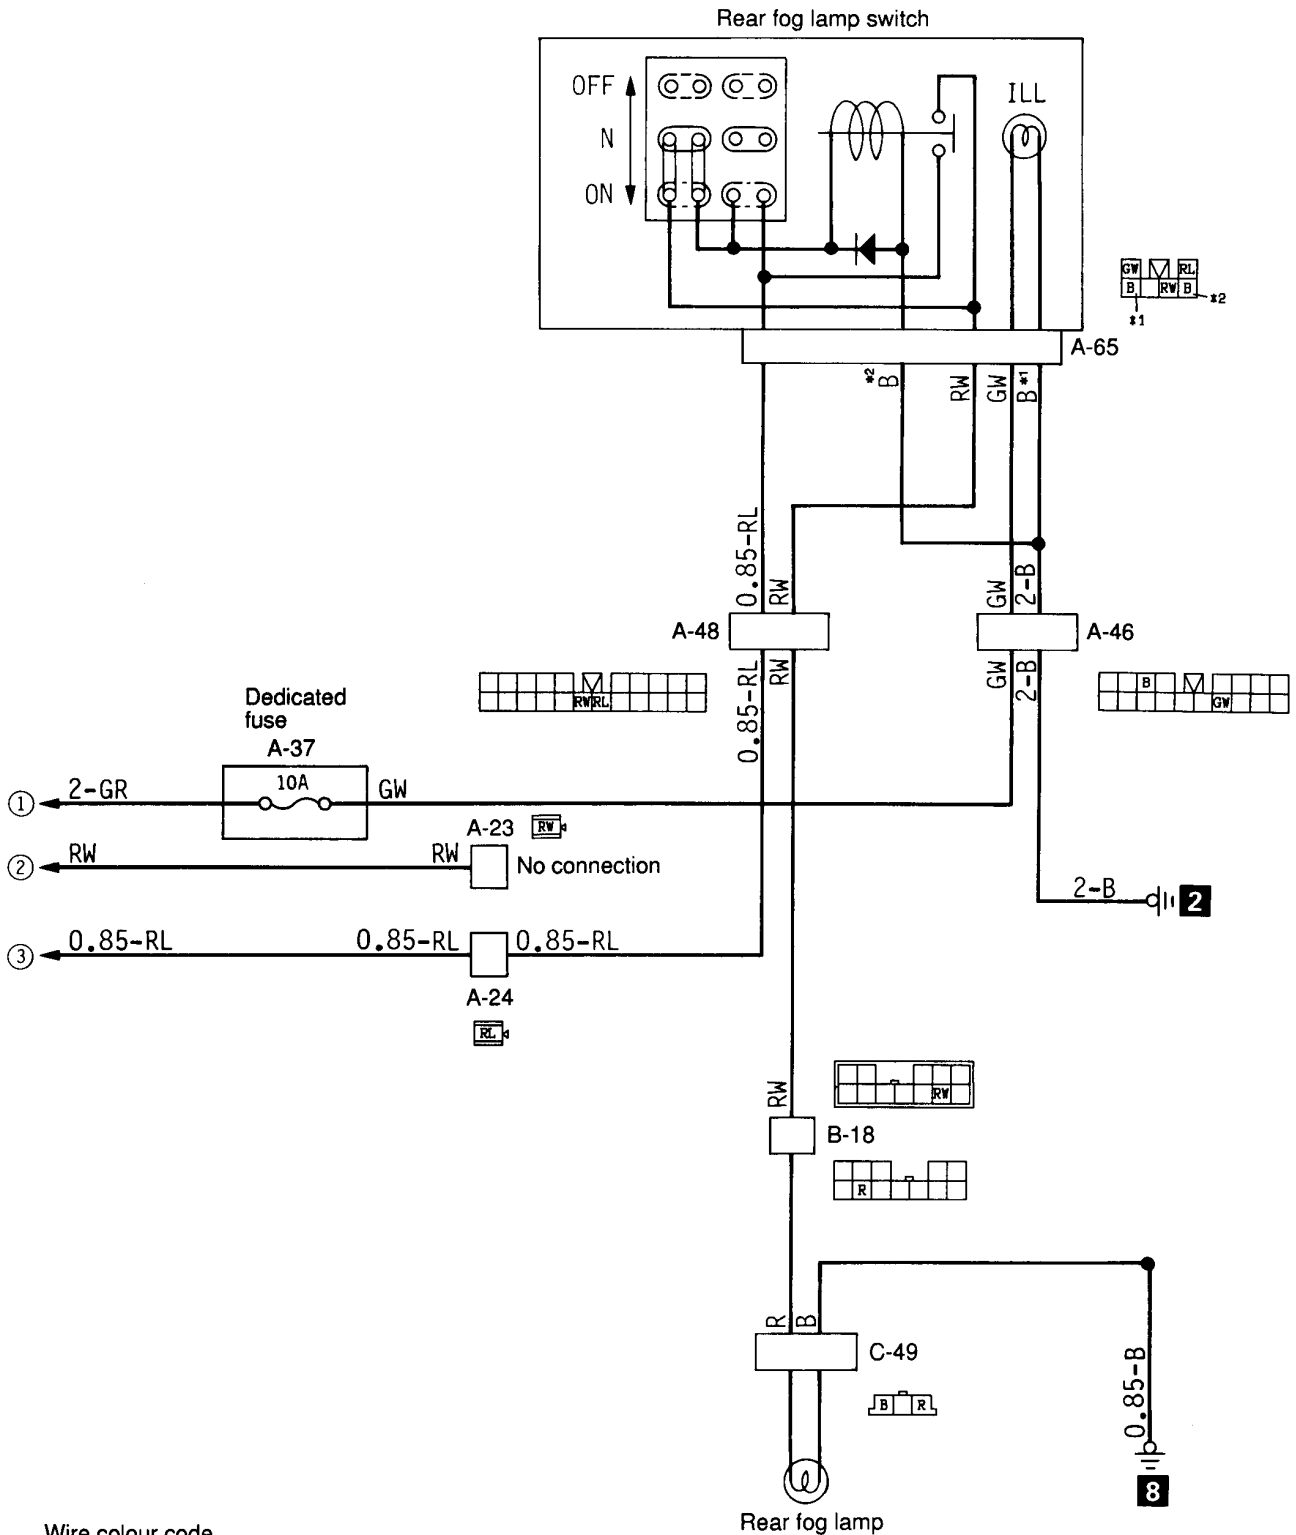 Rear fog lamp switch
OFF
N
ON
ILL
GW RL
B RW B
*1
*2
A-65
*2
B
RW
GW
B*1
0.85-RL
RW
GW
2-B
A-48
A-46
0.85-RL
RW
GW
2-B
RW RL
B
GW
Dedicated
fuse
A-37
10A
1
2-GR
GW
A-23
RW
2
RW
RW
No connection
2-B
2
3
0.85-RL
0.85-RL
0.85-RL
A-24
RL
RW
RW
B-18
R
R
B
C-49
B R
0.85-B
8
Rear fog lamp
Wire colour code